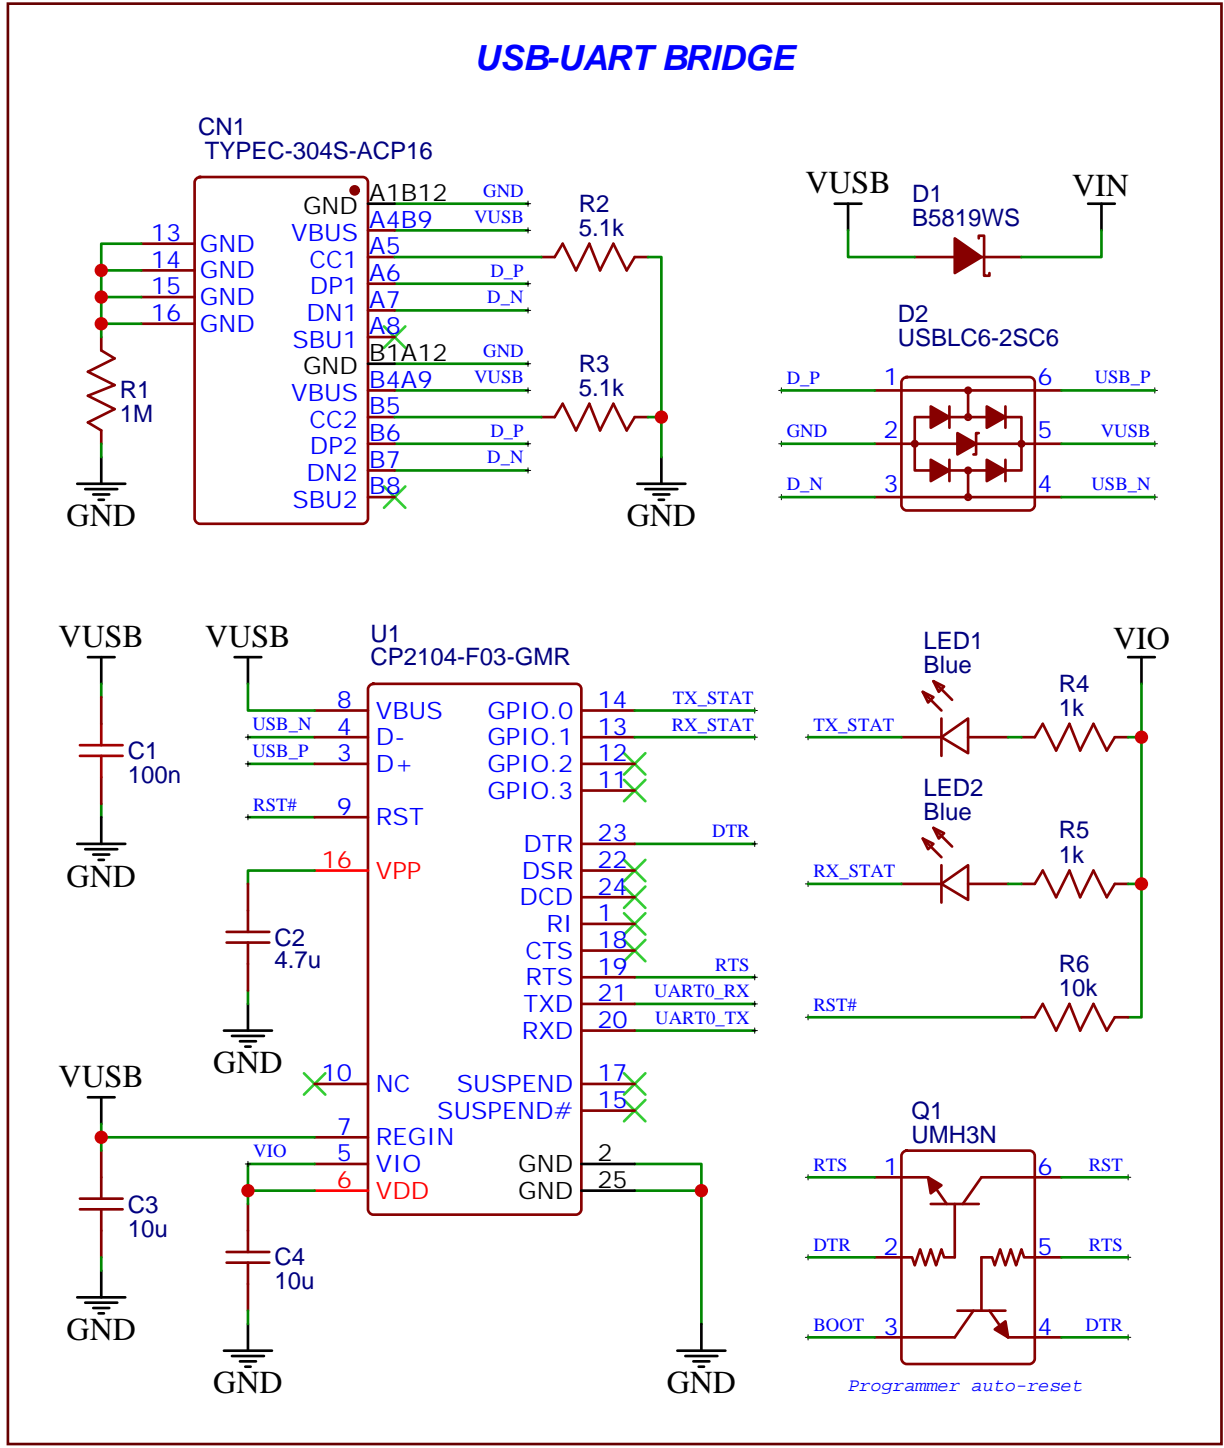 USB-UART BRIDGE
CN1
TYPEC-304S-ACP16
GND A1B12 GND
VBUS A4B9 VUSB
CC1 A5
DP1 A6 D_P
DN1 A7 D_N
SBU1 A8
GND B1A12 GND
VBUS B4A9 VUSB
CC2 B5
DP2 B6 D_P
DN2 B7 D_N
SBU2 B8
13 GND
14 GND
15 GND
16 GND
R1
1M
GND
R2
5.1k
R3
5.1k
GND
VUSB
D1
B5819WS
VIN
D2
USBLC6-2SC6
D_P 1 6 USB_P
GND 2 5 VUSB
D_N 3 4 USB_N
VUSB
C1
100n
GND
VUSB
U1
CP2104-F03-GMR
8 VBUS
USB_N 4 D-
USB_P 3 D+
RST# 9 RST
16 VPP
C2
4.7u
GND
10 NC
VUSB
7 REGIN
VIO 5 VIO
6 VDD
C3
10u
GND
C4
10u
GND
GPIO.0 14 TX_STAT
GPIO.1 13 RX_STAT
GPIO.2 12
GPIO.3 11
DTR 23 DTR
DSR 22
DCD 24
RI 1
CTS 18
RTS 19 RTS
TXD 21 UART0_RX
RXD 20 UART0_TX
SUSPEND 17
SUSPEND# 15
GND 2
GND 25
GND
VIO
LED1
Blue
R4
1k
TX_STAT
LED2
Blue
R5
1k
RX_STAT
R6
10k
RST#
Q1
UMH3N
RTS 1 6 RST
DTR 2 5 RTS
BOOT 3 4 DTR
Programmer auto-reset